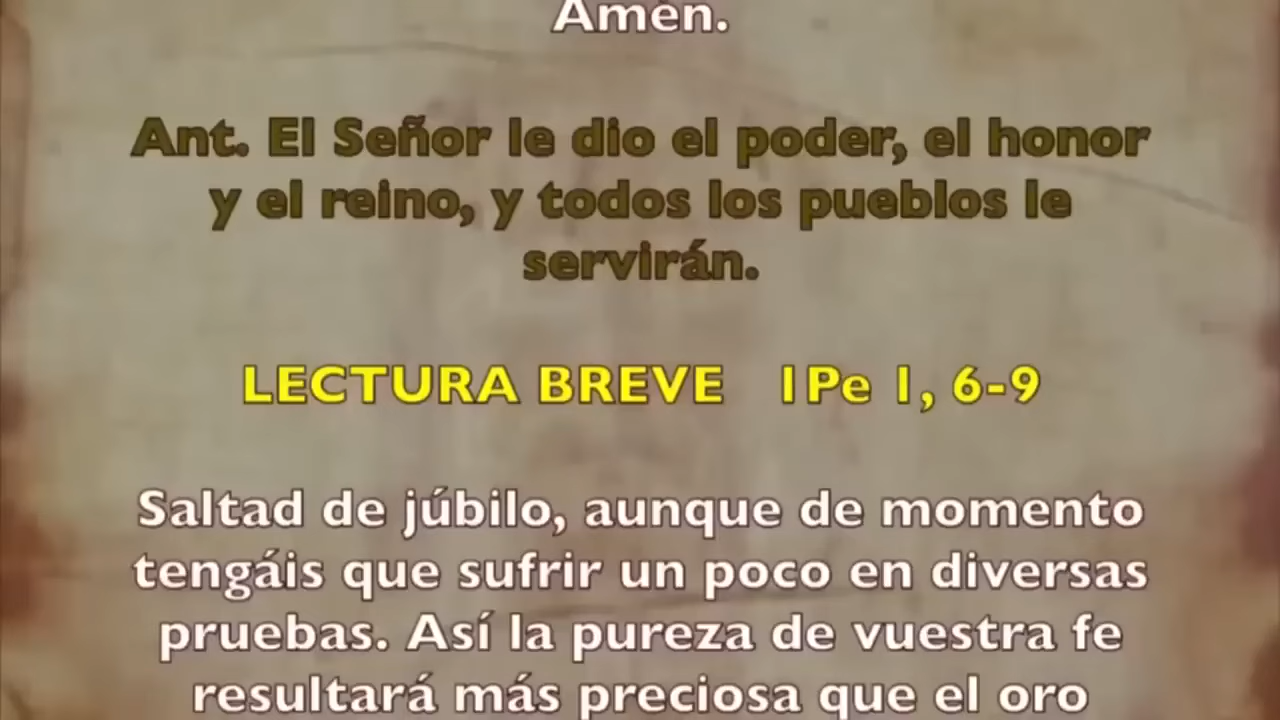 Amén.
Ant. El Señor le dio el poder, el honor
y el reino, y todos los pueblos le
servirán.
LECTURA BREVE 1Pe 1, 6-9
Saltad de júbilo, aunque de momento
tengáis que sufrir un poco en diversas
pruebas. Así la pureza de vuestra fe
resultará más preciosa que el oro